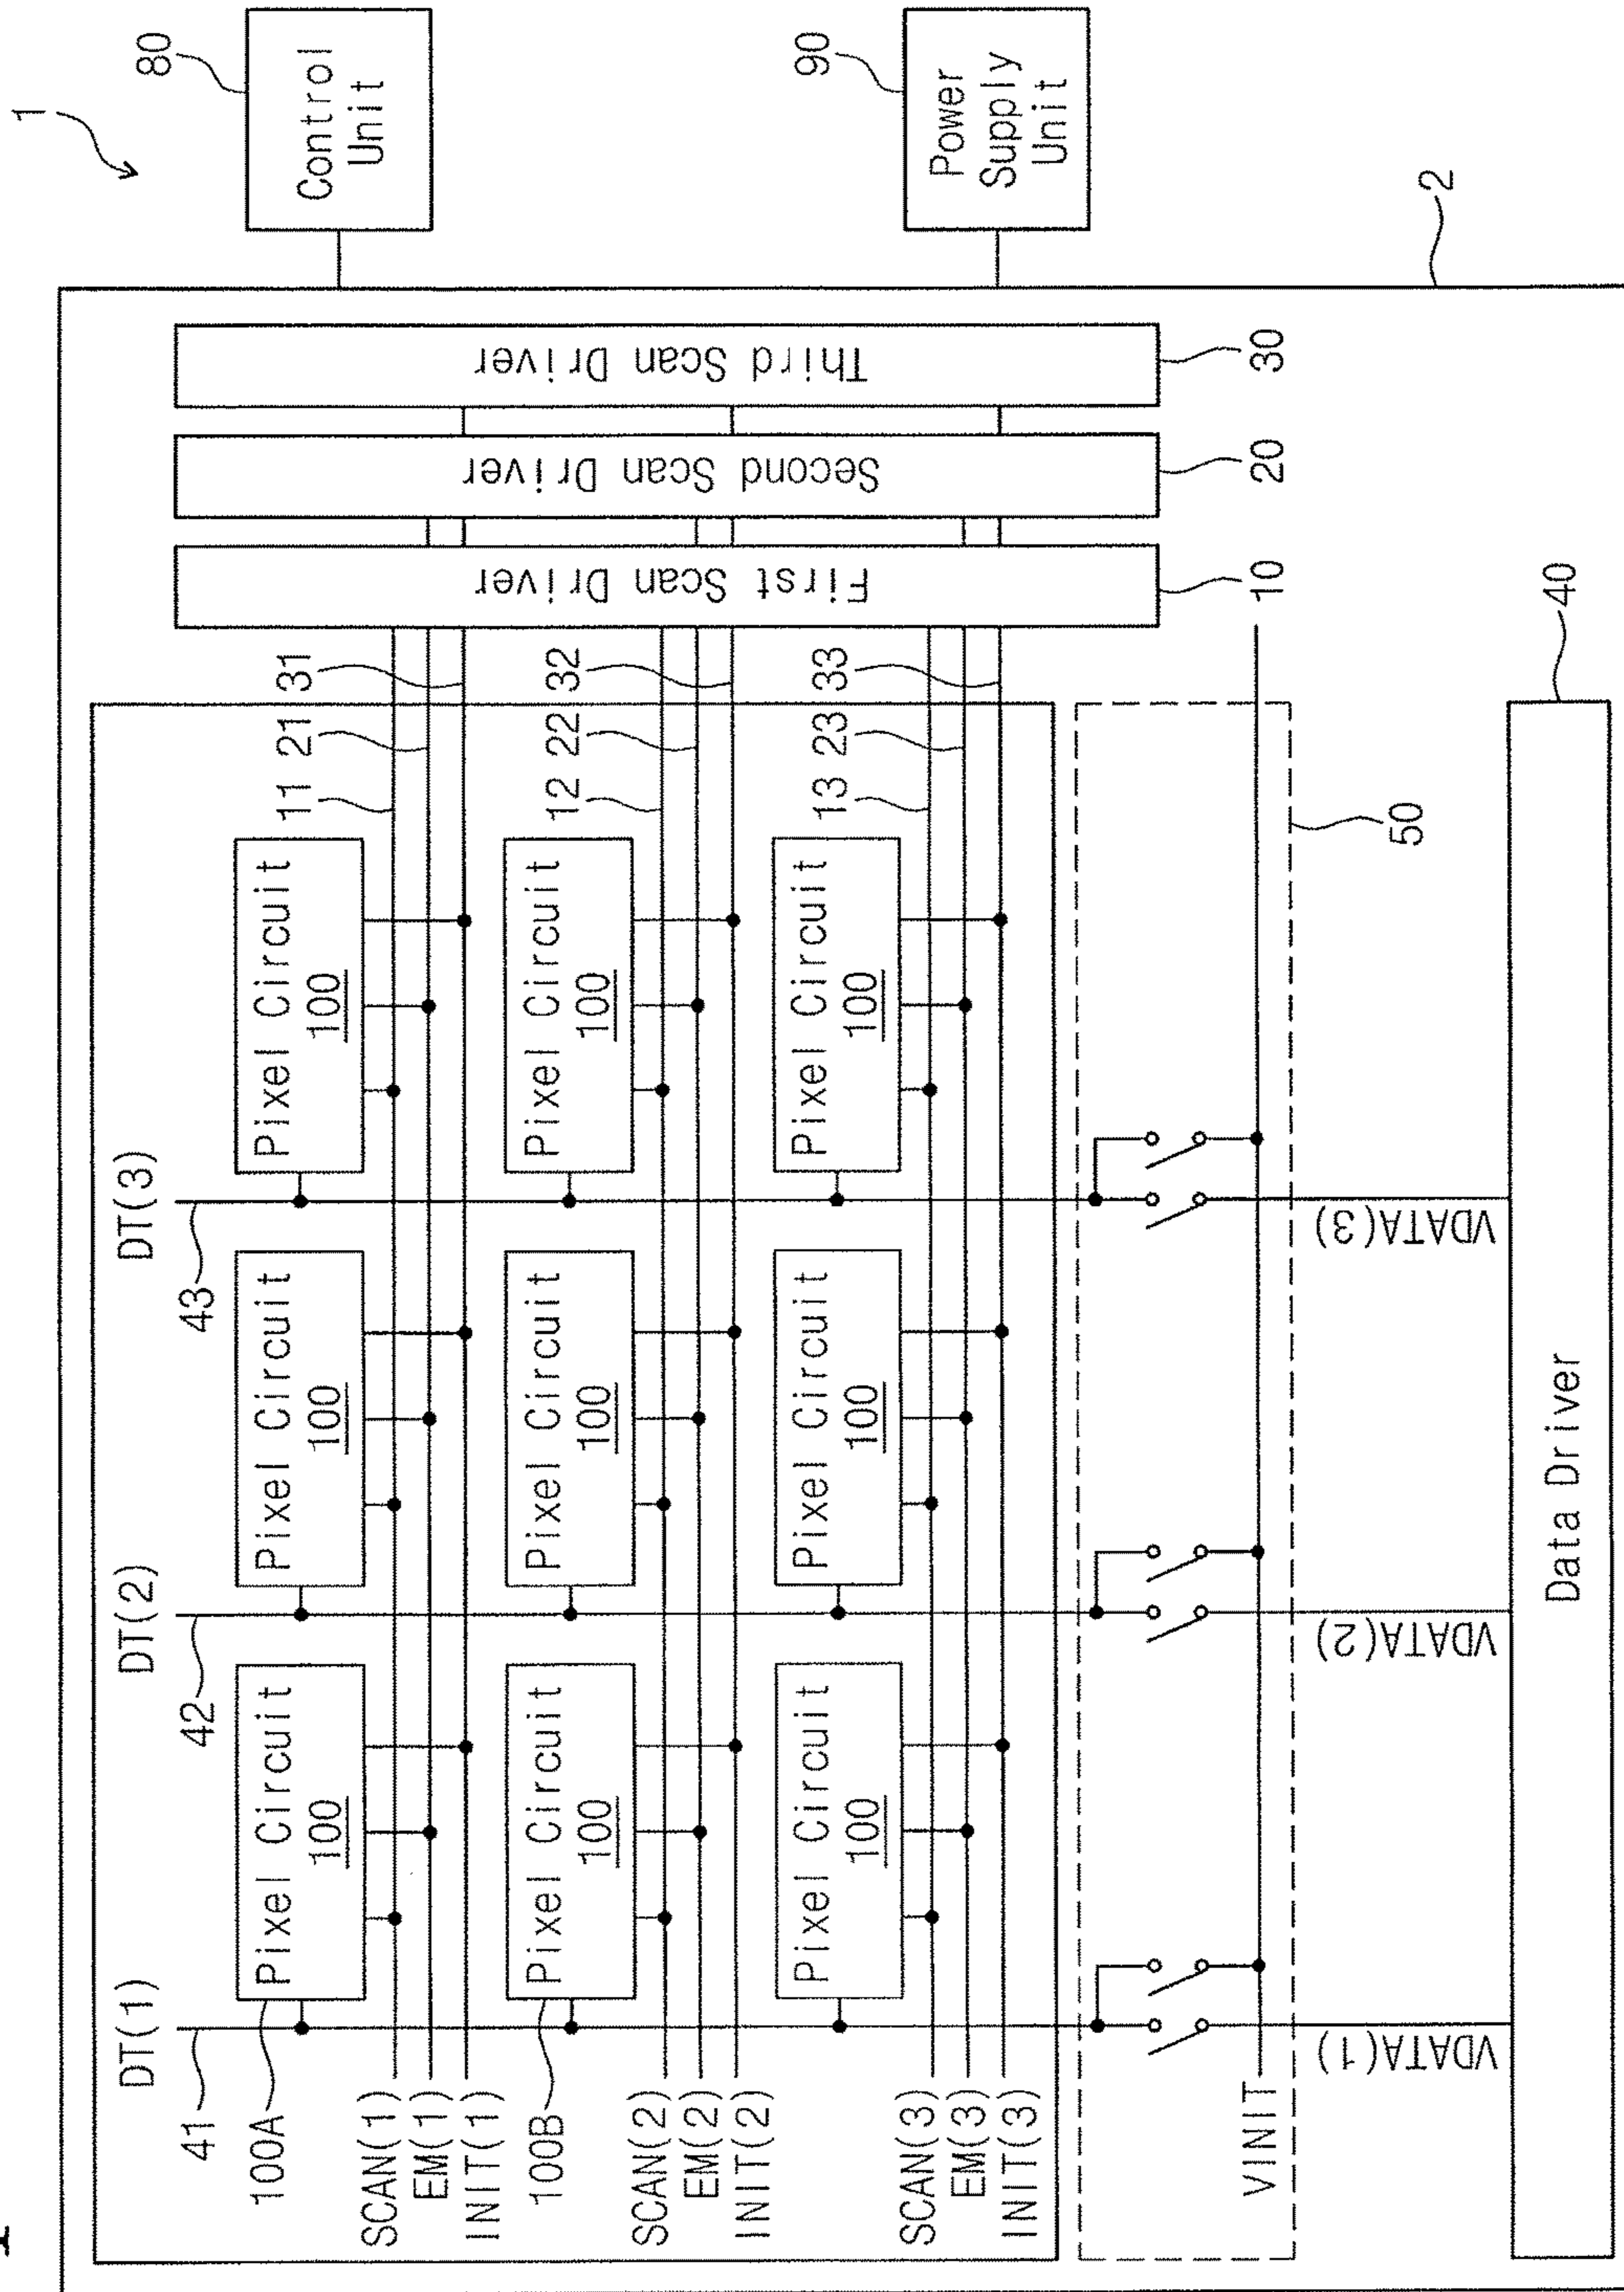 1
80
Control
Unit
90
Power
Supply
Unit
2
Third Scan Driver
30
Second Scan Driver
20
First Scan Driver
10
11
21
31
12
22
32
13
23
33
DT(1)
41
DT(2)
42
DT(3)
43
100A
Pixel Circuit
100
Pixel Circuit
100
Pixel Circuit
100
SCAN(1)
EM(1)
INIT(1)
100B
Pixel Circuit
100
Pixel Circuit
100
Pixel Circuit
100
SCAN(2)
EM(2)
INIT(2)
Pixel Circuit
100
Pixel Circuit
100
Pixel Circuit
100
SCAN(3)
EM(3)
INIT(3)
VINIT
50
VDATA(1)
VDATA(2)
VDATA(3)
Data Driver
40